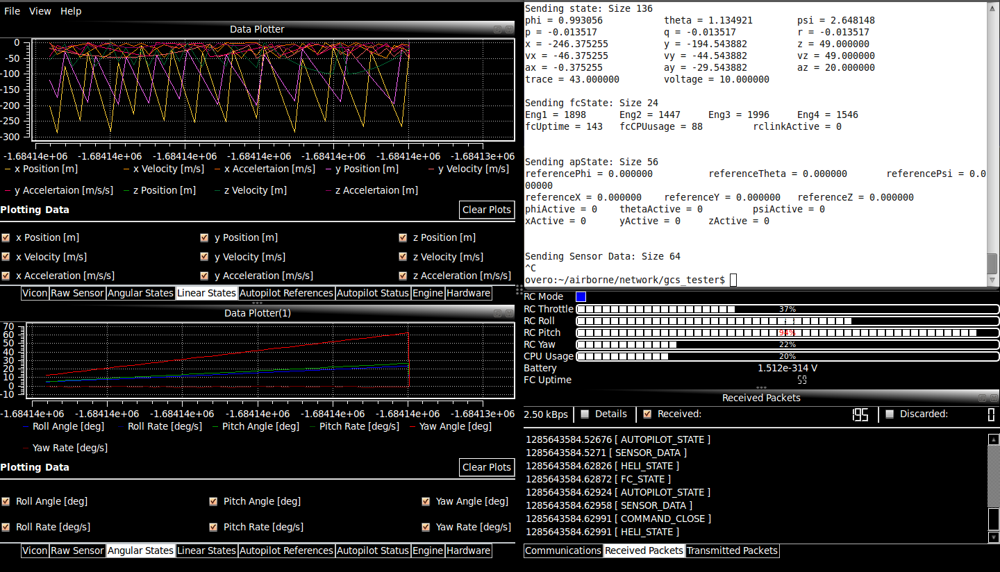 File View Help
Data Plotter
0
-50
-100
-150
-200
-250
-300
-1.68414e+06 -1.68414e+06 -1.68414e+06 -1.68414e+06 -1.68414e+06 -1.68414e+06 -1.68413e+06
x Position [m] x Velocity [m/s] x Accelertaion [m/s] y Position [m] y Velocity [m/s]
y Accelertaion [m/s/s] z Position [m] z Velocity [m] z Accelertaion [m]
Plotting Data Clear Plots
x Position [m] y Position [m] z Position [m]
x Velocity [m/s] y Velocity [m/s] z Velocity [m/s]
x Acceleration [m/s] y Acceleration [m/s] z Acceleration [m/s]
Vicon Raw Sensor Angular States Linear States Autopilot References Autopilot Status Engine Hardware
Data Plotter(1)
70
60
50
40
30
20
10
0
-10
-1.68414e+06 -1.68414e+06 -1.68414e+06 -1.68414e+06 -1.68414e+06 -1.68414e+06 -1.68413e+06
Roll Angle [deg] Roll Rate [deg/s] Pitch Angle [deg] Pitch Rate [deg/s] Yaw Angle [deg]
Yaw Rate [deg/s]
Plotting Data Clear Plots
Roll Angle [deg] Pitch Angle [deg] Yaw Angle [deg]
Roll Rate [deg/s] Pitch Rate [deg/s] Yaw Rate [deg/s]
Vicon Raw Sensor Angular States Linear States Autopilot References Autopilot Status Engine Hardware
Sending state: Size 136
phi = 0.993056 theta = 1.134921 psi = 2.648148
p = -0.013517 q = -0.013517 r = -0.013517
x = -246.375255 y = -194.543882 z = 49.000000
vx = -46.375255 vy = -44.543882 vz = 49.000000
ax = -0.375255 ay = -29.543882 az = 20.000000
trace = 43.000000 voltage = 10.000000
Sending fcState: Size 24
Eng1 = 1898 Eng2 = 1447 Eng3 = 1996 Eng4 = 1546
fcUptime = 143 fcCPUusage = 88 rclinkActive = 0
Sending apState: Size 56
referencePhi = 0.000000 referenceTheta = 0.000000 referencePsi = 0.0
00000
referenceX = 0.000000 referenceY = 0.000000 referenceZ = 0.000000
phiActive = 0 thetaActive = 0 psiActive = 0
xActive = 0 yActive = 0 zActive = 0
Sending Sensor Data: Size 64
^C
overo:~/airborne/network/gcs_tester$
RC Mode
RC Throttle 37%
RC Roll
RC Pitch 94%
RC Yaw 22%
CPU Usage 20%
Battery 1.512e-314 V
FC Uptime 59
Received Packets
2.50 kBps Details Received: 195 Discarded: 0
1285643584.52676 [ AUTOPILOT_STATE ]
1285643584.5271 [ SENSOR_DATA ]
1285643584.62826 [ HELI_STATE ]
1285643584.62872 [ FC_STATE ]
1285643584.62924 [ AUTOPILOT_STATE ]
1285643584.62958 [ SENSOR_DATA ]
1285643584.62991 [ COMMAND_CLOSE ]
1285643584.62991 [ HELI_STATE ]
Communications Received Packets Transmitted Packets